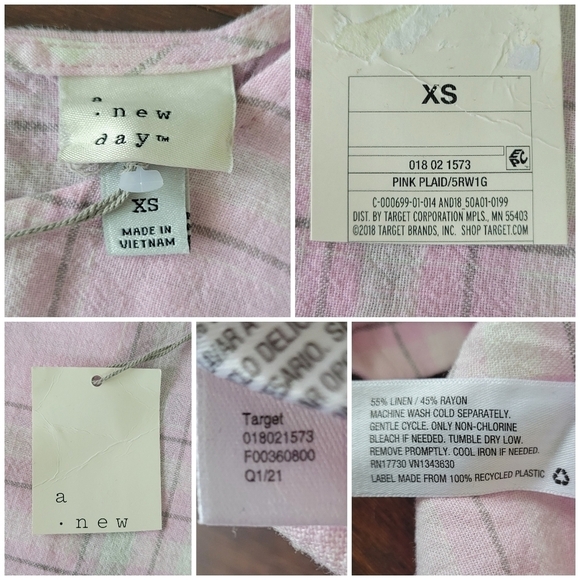 a
. new
day™
XS
MADE IN
VIETNAM
XS
018 02 1573
PINK PLAID/5RW1G
C-000699-01-014 AND18_50A01-0199
DIST. BY TARGET CORPORATION MPLS., MN 55403
©2018 TARGET BRANDS, INC. SHOP TARGET.COM
a
. new
Target
018021573
F00360800
Q1/21
55% LINEN / 45% RAYON
MACHINE WASH COLD SEPARATELY.
GENTLE CYCLE. ONLY NON-CHLORINE
BLEACH IF NEEDED. TUMBLE DRY LOW.
REMOVE PROMPTLY. COOL IRON IF NEEDED.
RN17730 VN1343630
LABEL MADE FROM 100% RECYCLED PLASTIC